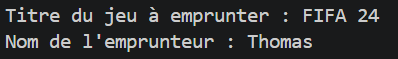 Titre du jeu à emprunter : FIFA 24
Nom de l'emprunteur : Thomas